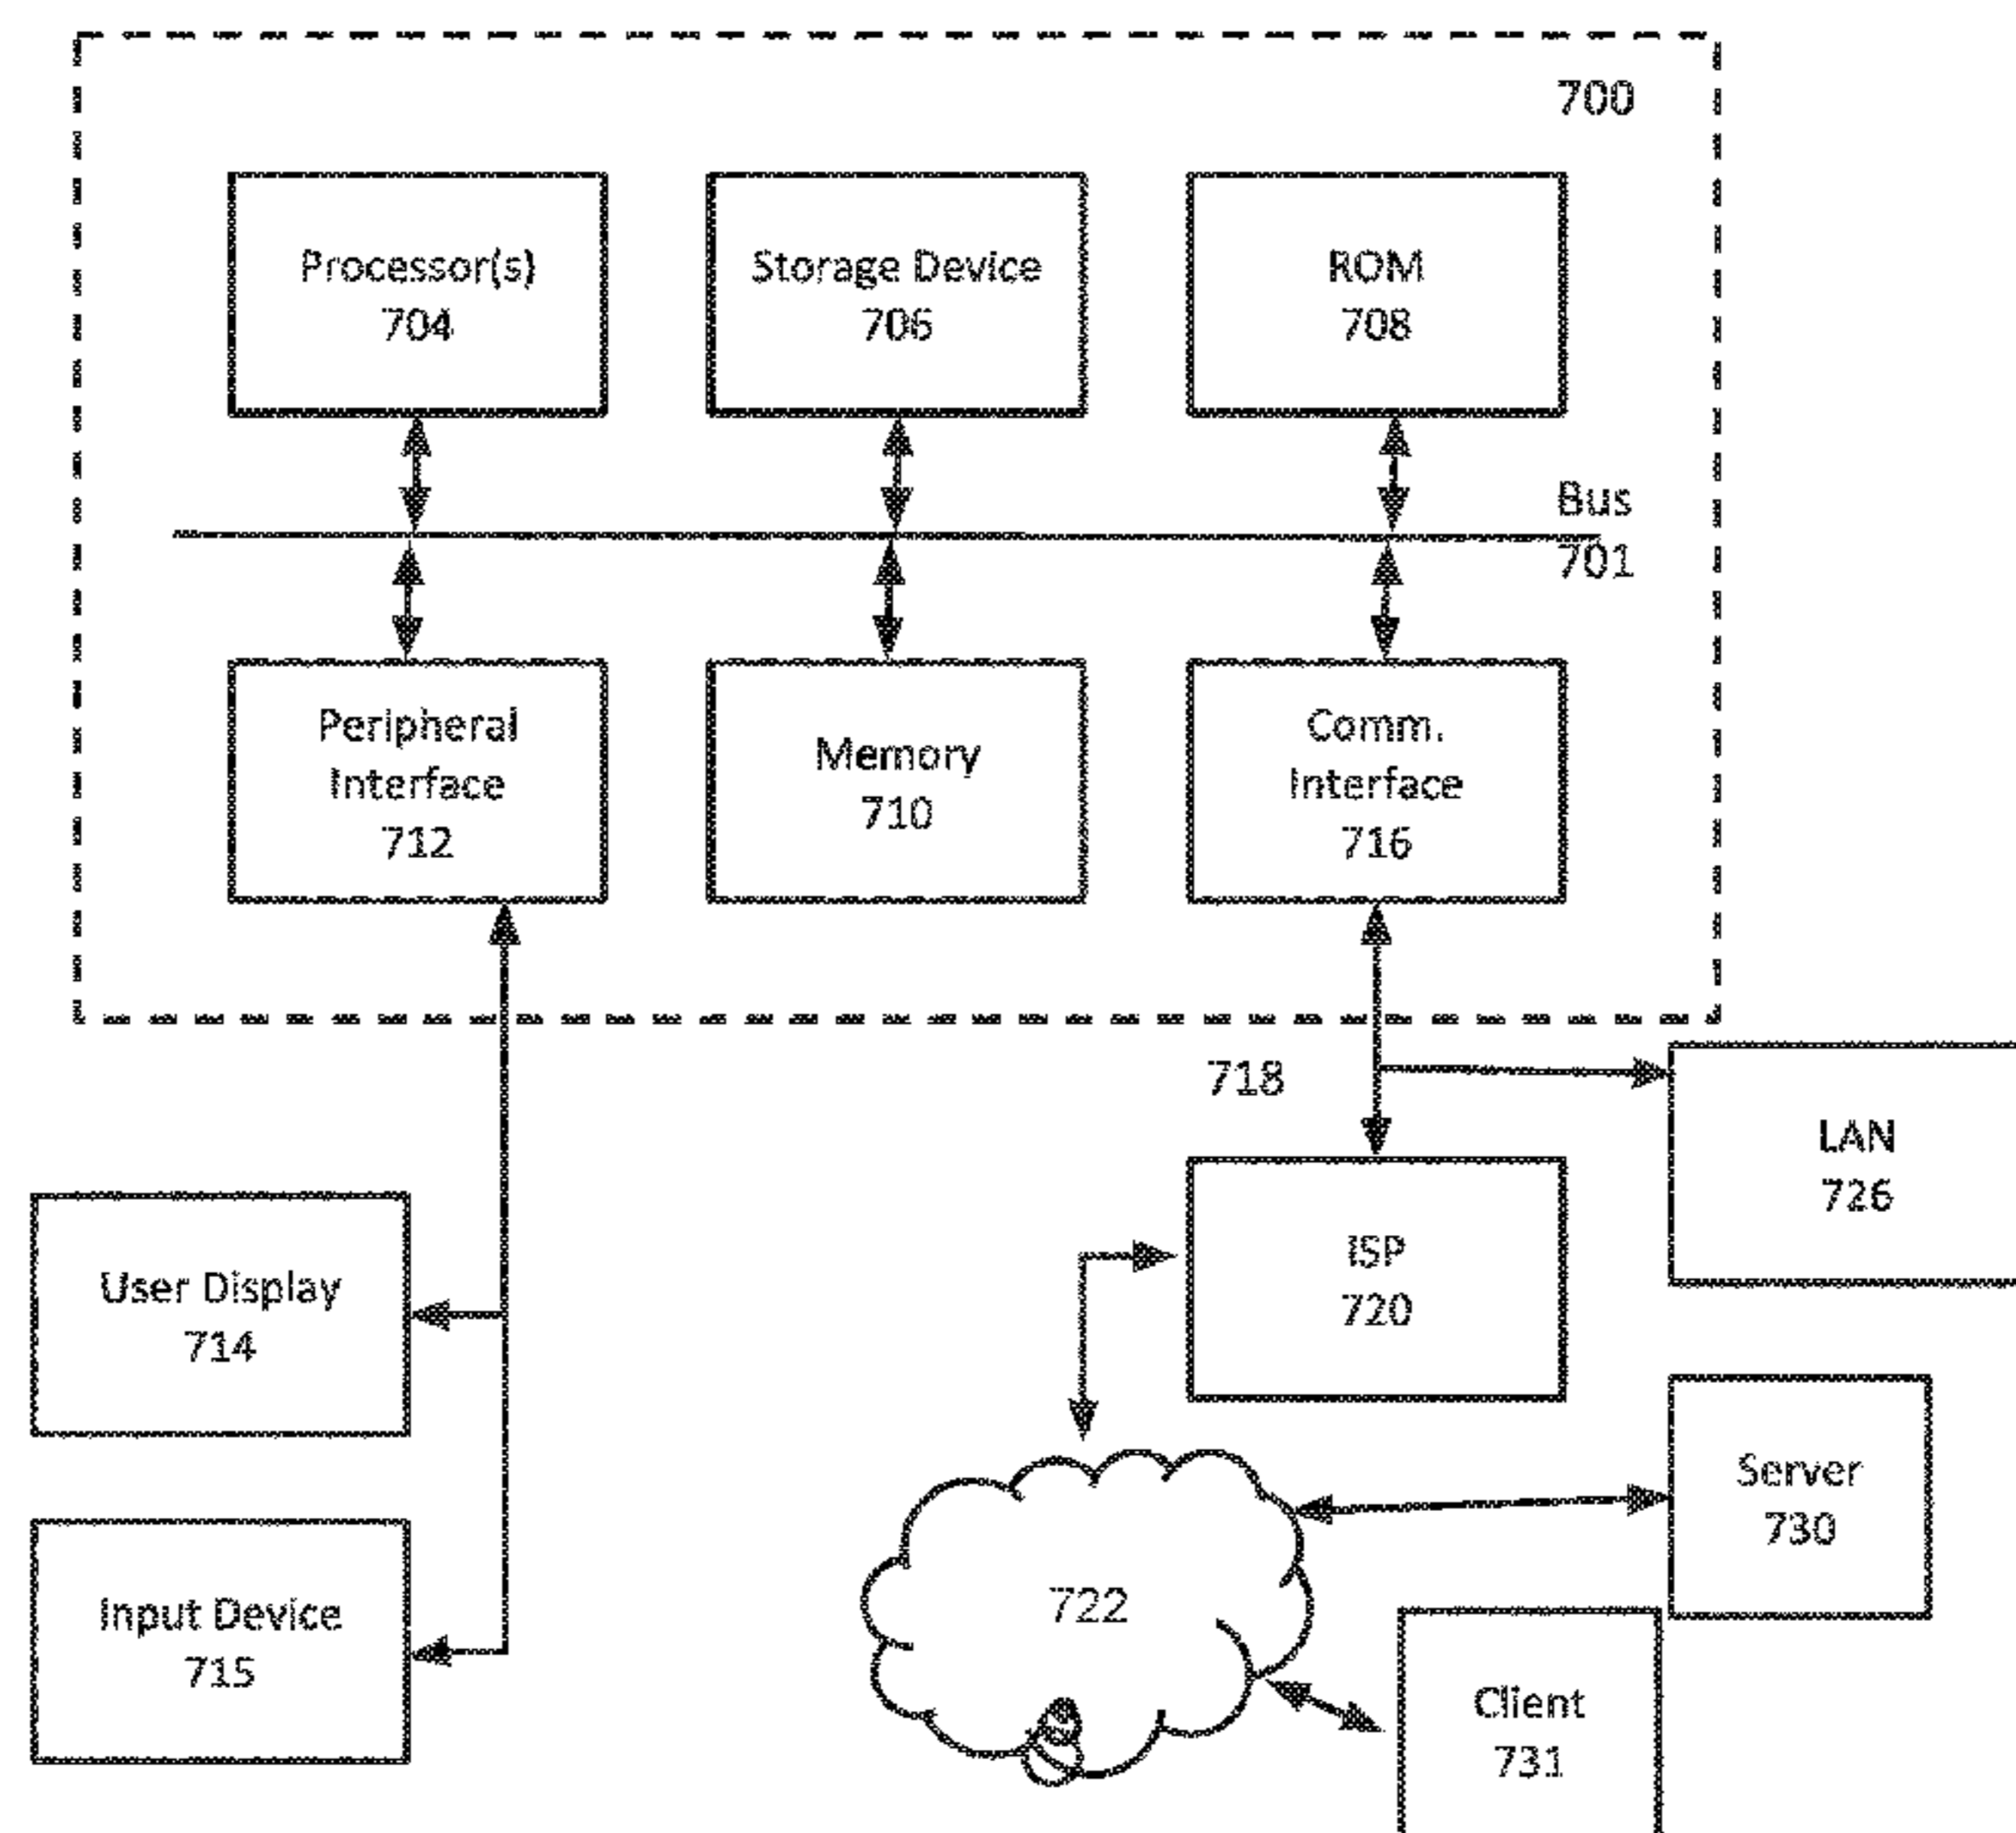 700
Processor(s)
704
Storage Device
706
ROM
708
Bus
701
Peripheral
Interface
712
Memory
710
Comm.
Interface
716
718
LAN
726
User Display
714
ISP
720
Server
730
Input Device
715
722
Client
731